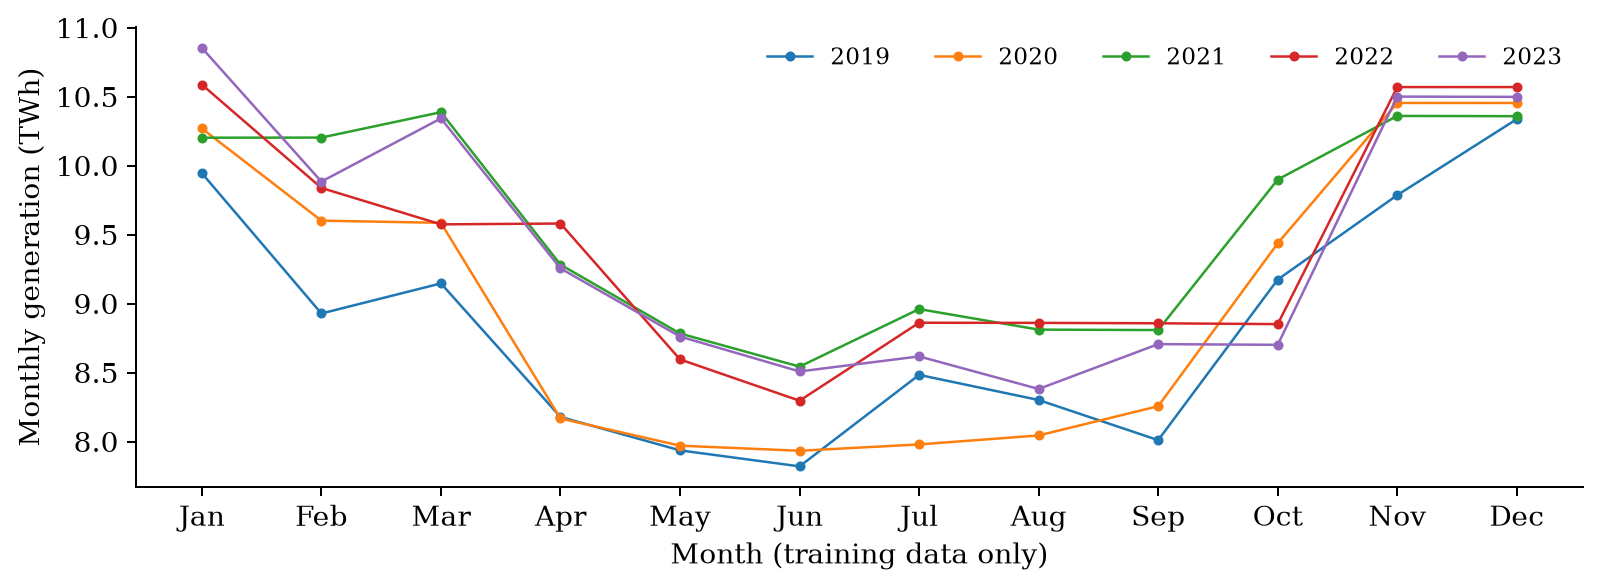 11.0
10.5
10.0
9.5
9.0
8.5
8.0
Monthly generation (TWh)
2019 2020 2021 2022 2023
Jan Feb Mar Apr May Jun Jul Aug Sep Oct Nov Dec
Month (training data only)